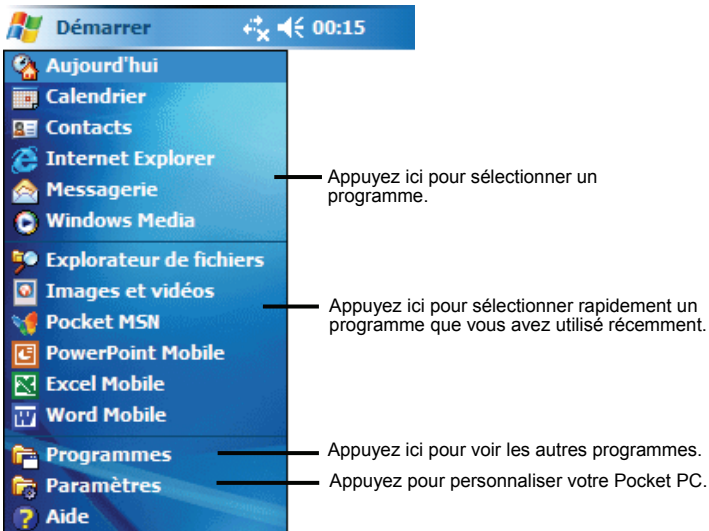 Démarrer 00:15
Aujourd'hui
Calendrier
Contacts
Internet Explorer
Messagerie
Windows Media
Appuyez ici pour sélectionner un
programme.
Explorateur de fichiers
Images et vidéos
Pocket MSN
PowerPoint Mobile
Excel Mobile
Word Mobile
Appuyez ici pour sélectionner rapidement un
programme que vous avez utilisé récemment.
Programmes
Appuyez ici pour voir les autres programmes.
Paramètres
Appuyez pour personnaliser votre Pocket PC.
Aide